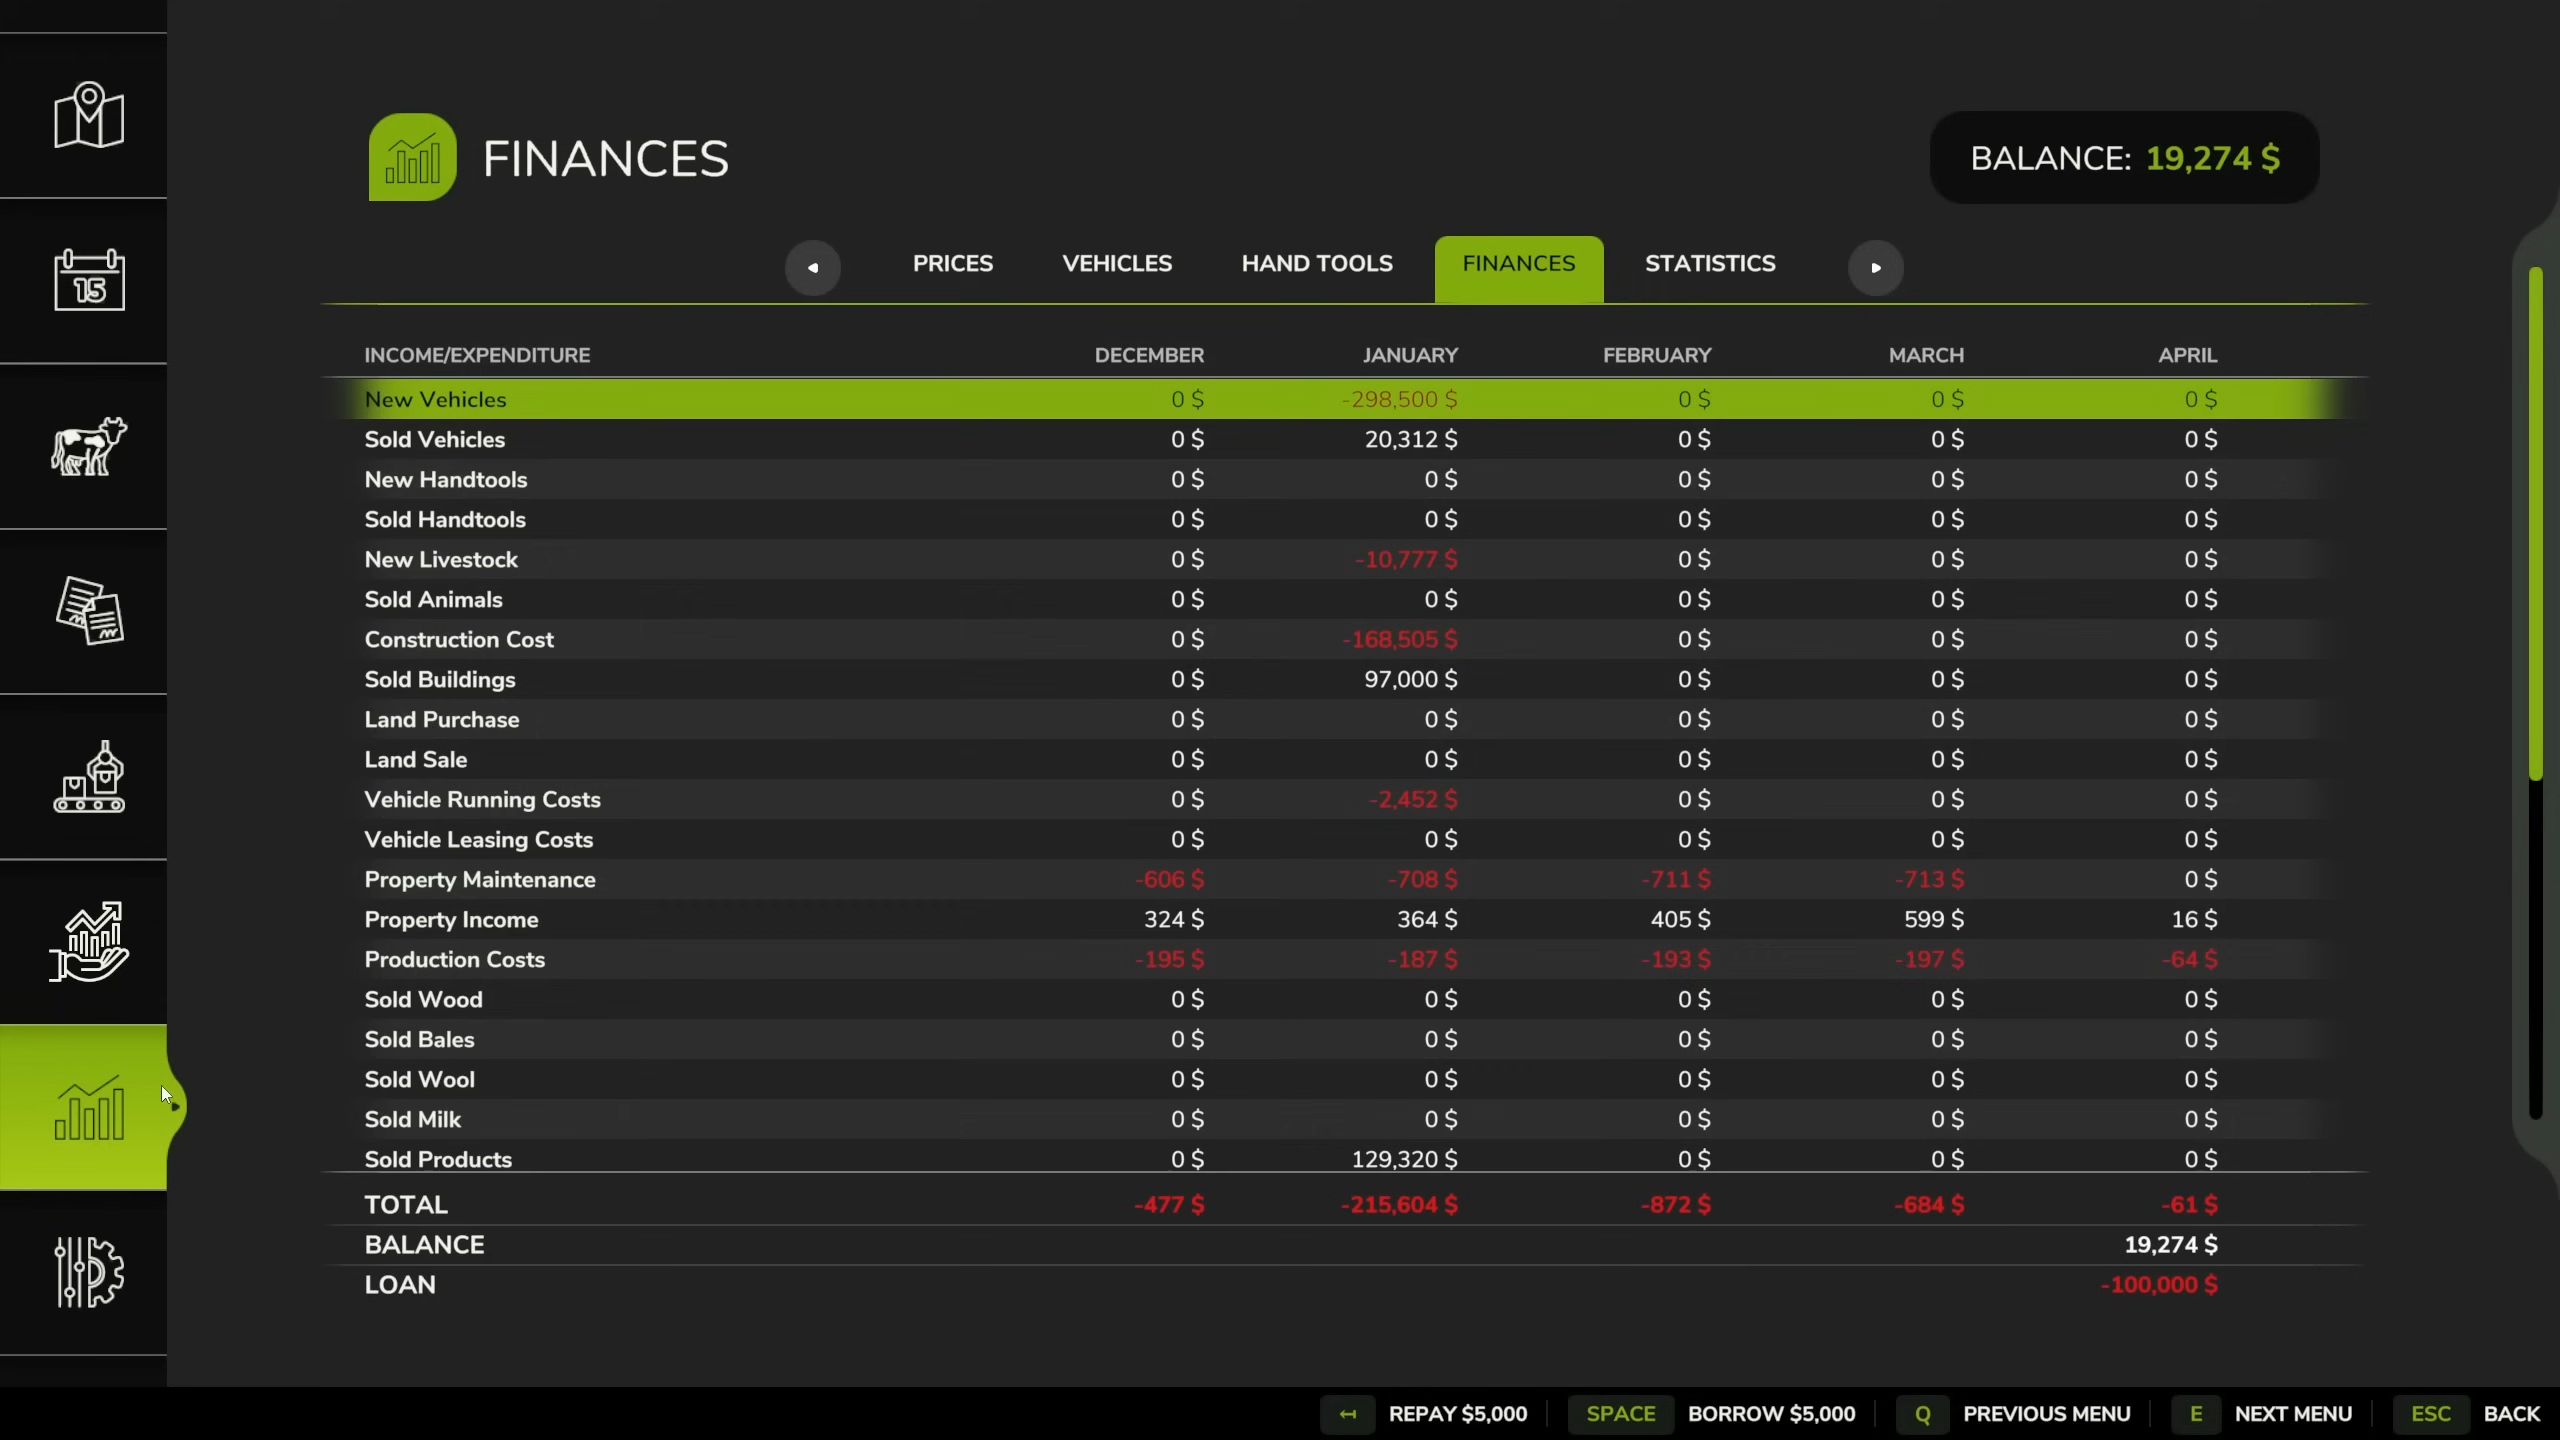 FINANCES
BALANCE: 19,274 $
PRICES VEHICLES HAND TOOLS FINANCES STATISTICS
15
INCOME/EXPENDITURE DECEMBER JANUARY FEBRUARY MARCH APRIL
New Vehicles 0 $ -298,500 $ 0 $ 0 $ 0 $
Sold Vehicles 0 $ 20,312 $ 0 $ 0 $ 0 $
New Handtools 0 $ 0 $ 0 $ 0 $ 0 $
Sold Handtools 0 $ 0 $ 0 $ 0 $ 0 $
New Livestock 0 $ -10,777 $ 0 $ 0 $ 0 $
Sold Animals 0 $ 0 $ 0 $ 0 $ 0 $
Construction Cost 0 $ -168,505 $ 0 $ 0 $ 0 $
Sold Buildings 0 $ 97,000 $ 0 $ 0 $ 0 $
Land Purchase 0 $ 0 $ 0 $ 0 $ 0 $
Land Sale 0 $ 0 $ 0 $ 0 $ 0 $
Vehicle Running Costs 0 $ -2,452 $ 0 $ 0 $ 0 $
Vehicle Leasing Costs 0 $ 0 $ 0 $ 0 $ 0 $
Property Maintenance -606 $ -708 $ -711 $ -713 $ 0 $
Property Income 324 $ 364 $ 405 $ 599 $ 16 $
Production Costs -195 $ -187 $ -193 $ -197 $ -64 $
Sold Wood 0 $ 0 $ 0 $ 0 $ 0 $
Sold Bales 0 $ 0 $ 0 $ 0 $ 0 $
Sold Wool 0 $ 0 $ 0 $ 0 $ 0 $
Sold Milk 0 $ 0 $ 0 $ 0 $ 0 $
Sold Products 0 $ 129,320 $ 0 $ 0 $ 0 $
TOTAL -477 $ -215,604 $ -872 $ -684 $ -61 $
BALANCE 19,274 $
LOAN -100,000 $
REPAY $5,000 SPACE BORROW $5,000 Q PREVIOUS MENU E NEXT MENU ESC BACK